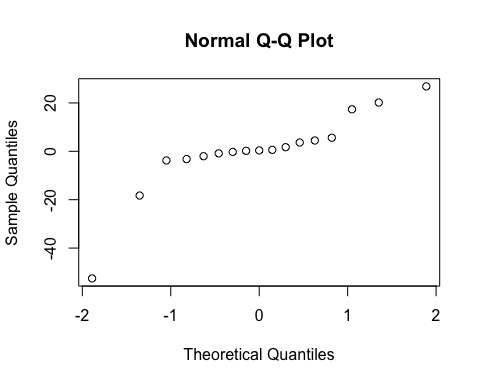 Normal Q-Q Plot
Sample Quantiles
20
0
-20
-40
-2 -1 0 1 2
Theoretical Quantiles